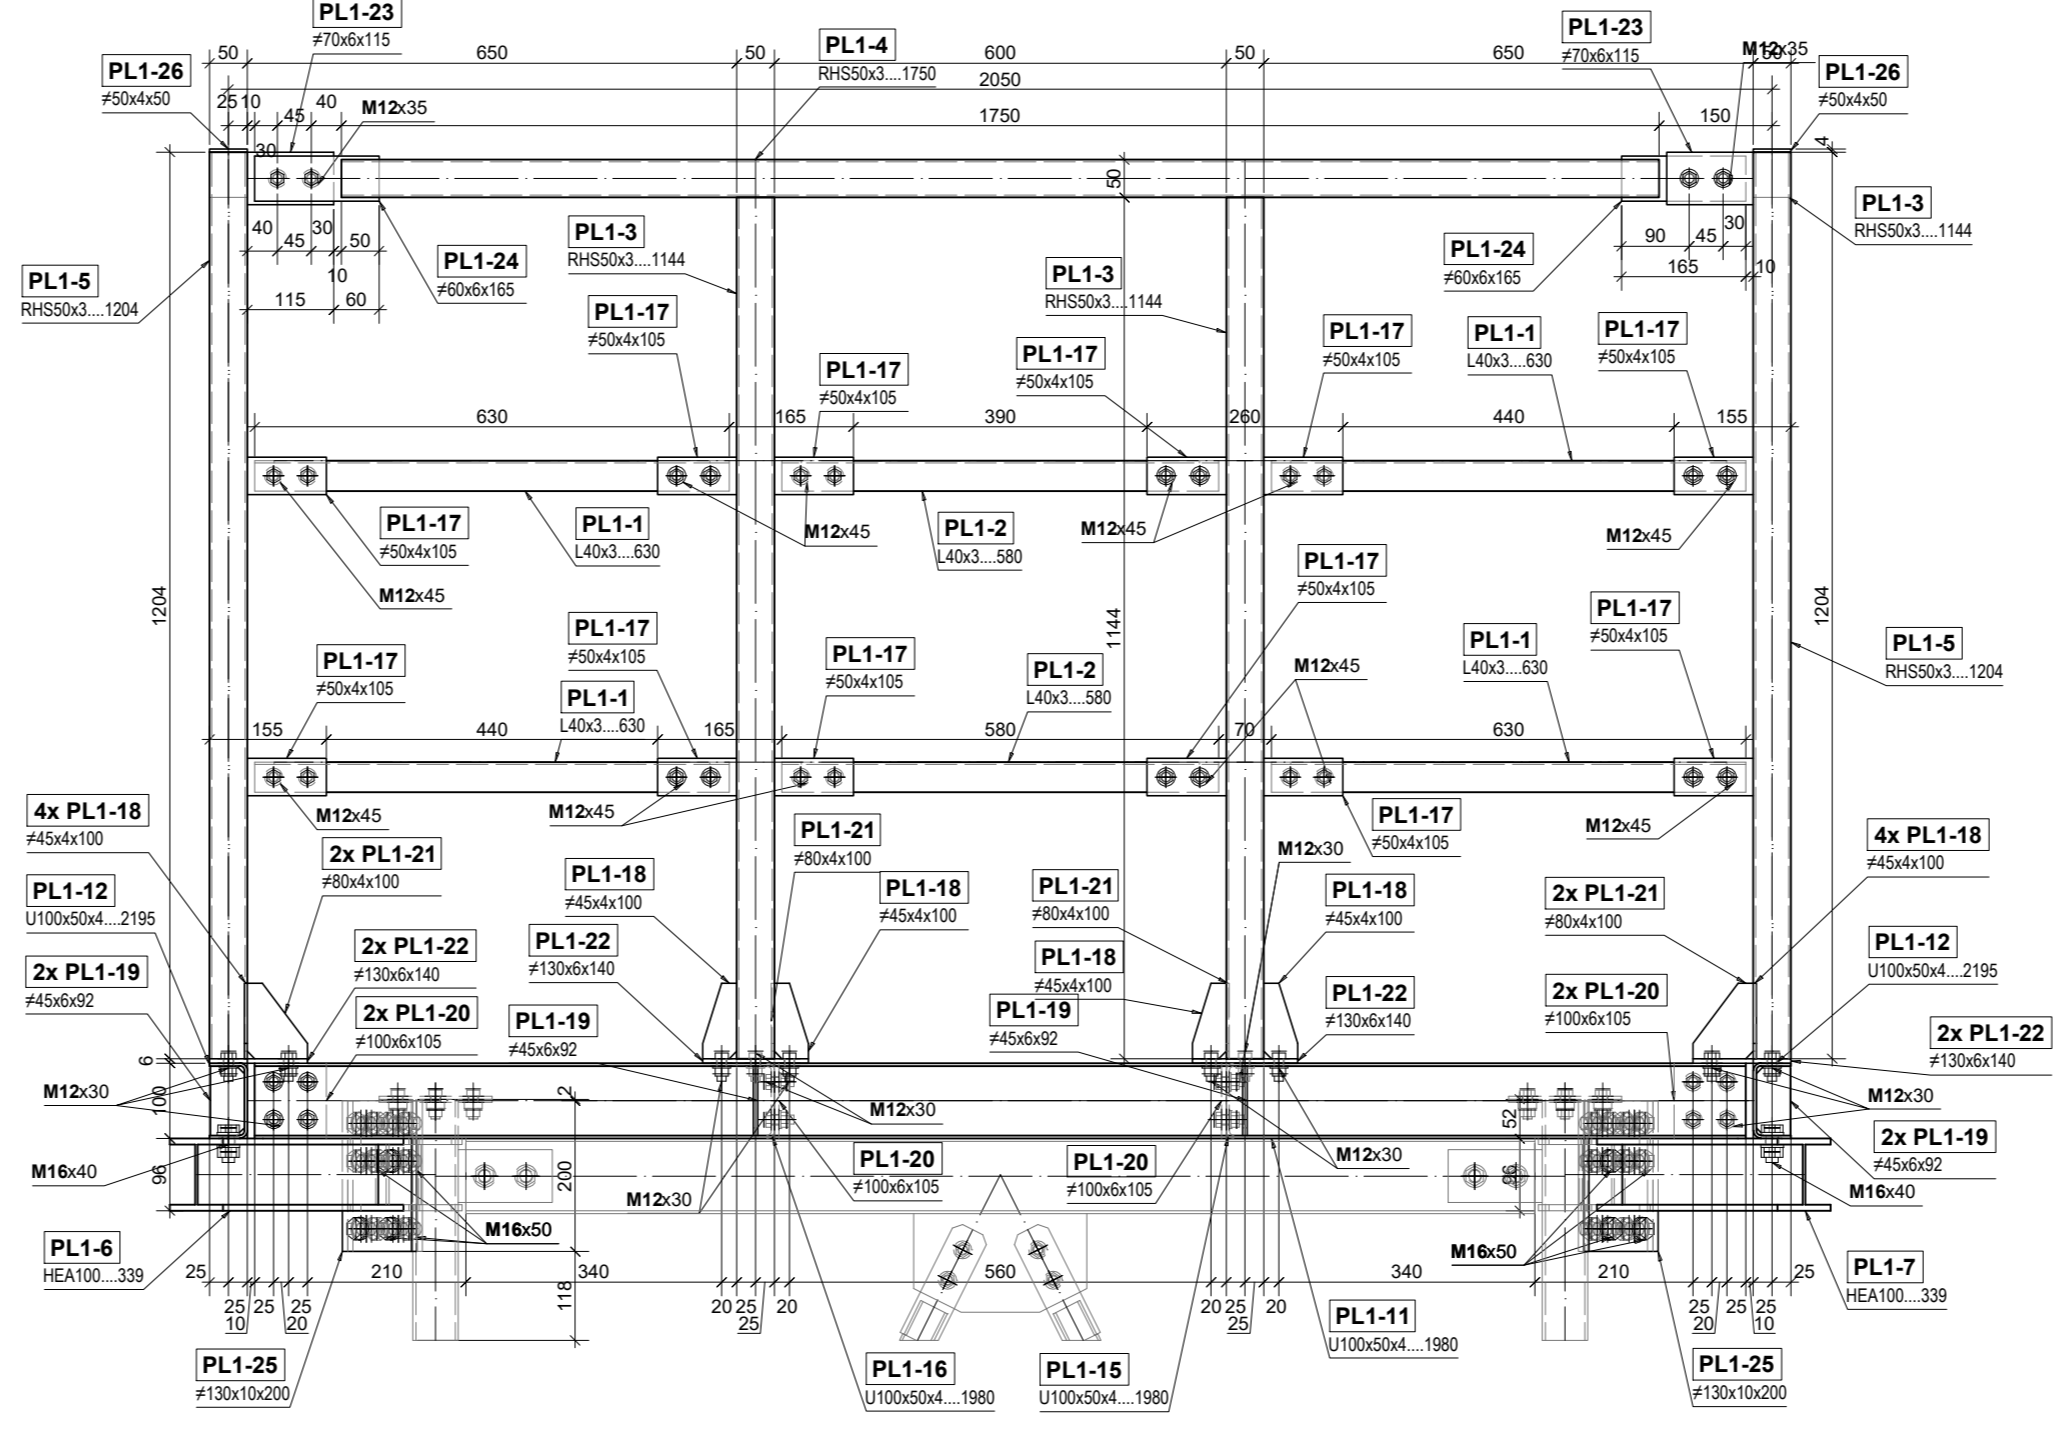 PL1-23
≠70x6x115
PL1-23
≠70x6x115
M12x35
50
650
50
PL1-4
RHS50x3....1750
600
50
650
50
PL1-26
≠50x4x50
2050
PL1-26
≠50x4x50
25
10
45
40
M12x35
1750
150
4
30
50
40
45
30
50
10
115
60
PL1-24
≠60x6x165
PL1-3
RHS50x3....1144
PL1-3
RHS50x3....1144
PL1-24
≠60x6x165
90
45
30
165
10
PL1-3
RHS50x3....1144
PL1-5
RHS50x3....1204
PL1-17
≠50x4x105
PL1-17
≠50x4x105
PL1-17
≠50x4x105
PL1-17
≠50x4x105
PL1-1
L40x3....630
PL1-17
≠50x4x105
630
165
390
260
440
155
PL1-17
≠50x4x105
PL1-1
L40x3....630
M12x45
PL1-2
L40x3....580
M12x45
M12x45
M12x45
1204
1144
1204
PL1-17
≠50x4x105
PL1-17
≠50x4x105
PL1-17
≠50x4x105
PL1-17
≠50x4x105
PL1-1
L40x3....630
PL1-17
≠50x4x105
PL1-2
L40x3....580
M12x45
PL1-1
L40x3....630
PL1-5
RHS50x3....1204
155
440
165
580
70
630
M12x45
M12x45
PL1-17
≠50x4x105
M12x45
4x PL1-18
≠45x4x100
2x PL1-21
≠80x4x100
PL1-21
≠80x4x100
M12x30
4x PL1-18
≠45x4x100
PL1-12
U100x50x4....2195
PL1-18
≠45x4x100
PL1-18
≠45x4x100
PL1-21
≠80x4x100
PL1-18
≠45x4x100
2x PL1-21
≠80x4x100
2x PL1-19
≠45x6x92
2x PL1-22
≠130x6x140
PL1-22
≠130x6x140
PL1-18
≠45x4x100
PL1-22
≠130x6x140
PL1-12
U100x50x4....2195
2x PL1-20
≠100x6x105
PL1-19
≠45x6x92
PL1-19
≠45x6x92
2x PL1-20
≠100x6x105
2x PL1-22
≠130x6x140
6
M12x30
100
2
M12x30
52
M12x30
M16x40
96
200
M12x30
PL1-20
≠100x6x105
PL1-20
≠100x6x105
M12x30
96
2x PL1-19
≠45x6x92
M16x40
PL1-6
HEA100....339
M16x50
M16x50
PL1-7
HEA100....339
25
210
340
560
340
210
25
118
25
10
25
20
25
20
25
25
20
20
25
25
20
25
20
25
25
10
PL1-11
U100x50x4....1980
PL1-25
≠130x10x200
PL1-16
U100x50x4....1980
PL1-15
U100x50x4....1980
PL1-25
≠130x10x200